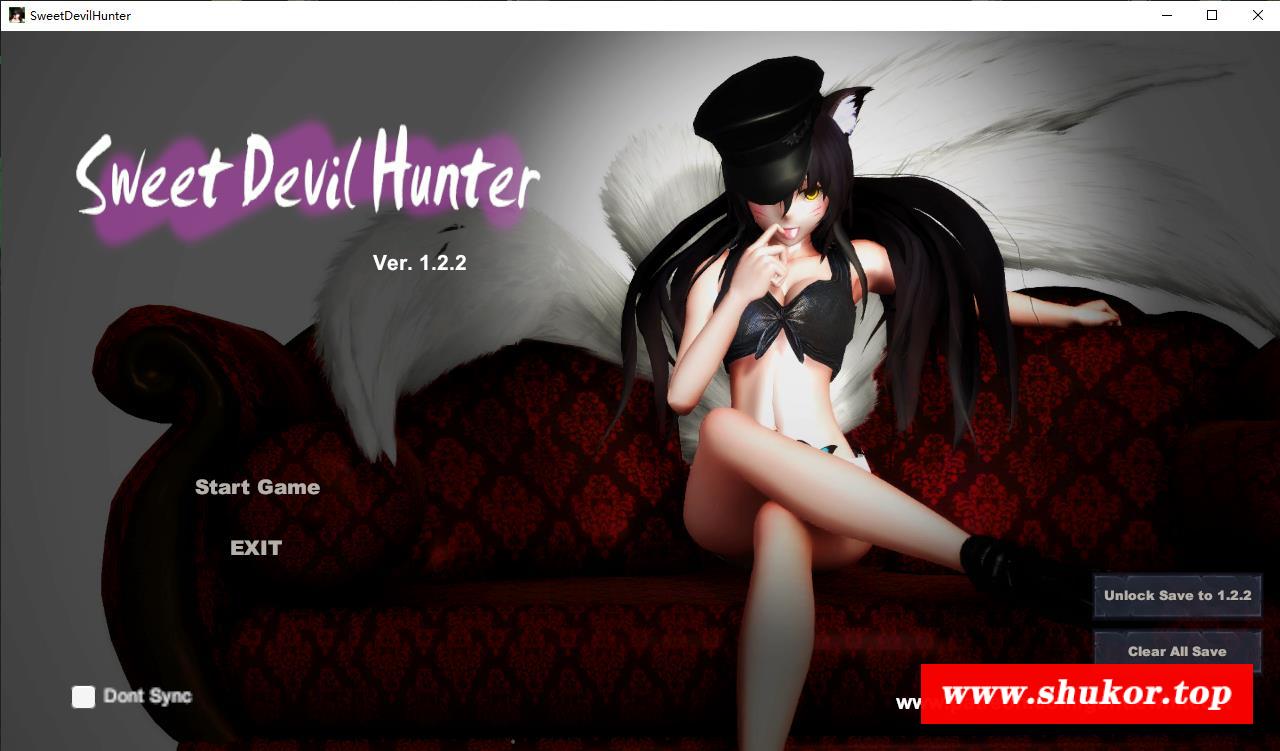 SweetDevilHunter
Sweet Devil Hunter
Ver. 1.2.2
Start Game
EXIT
Unlock Save to 1.2.2
Clear All Save
Dont Sync
www.shukor.top